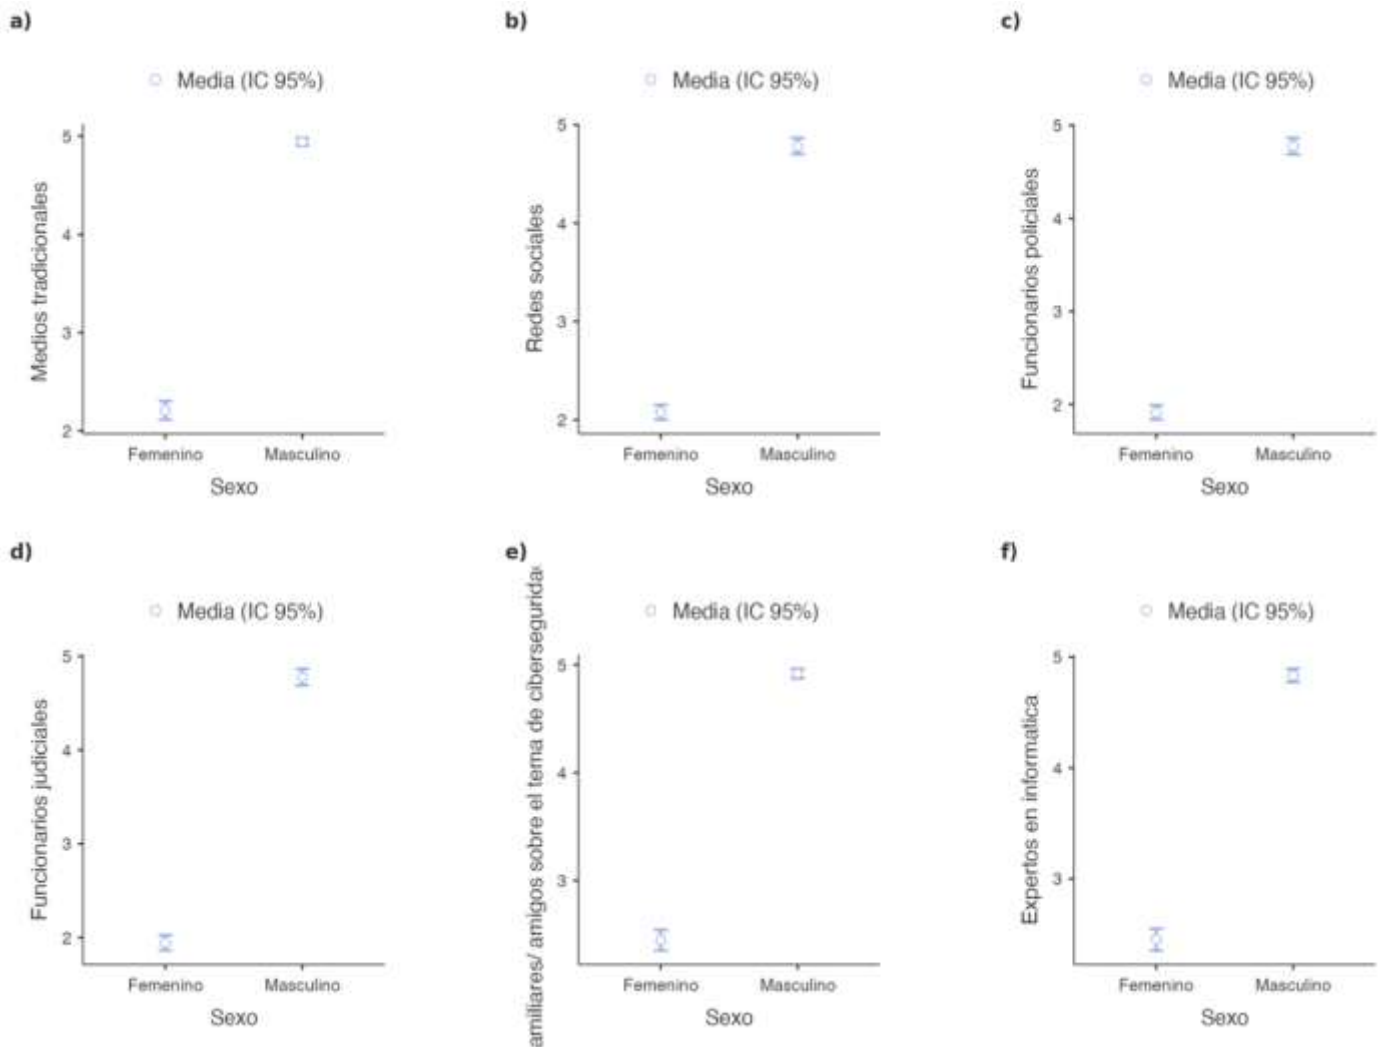 a)
Media (IC 95%)
Medios tradicionales
5
4
3
2
Femenino Masculino
Sexo
b)
Media (IC 95%)
Redes sociales
5
4
3
2
Femenino Masculino
Sexo
c)
Media (IC 95%)
Funcionarios policiales
5
4
3
2
Femenino Masculino
Sexo
d)
Media (IC 95%)
Funcionarios judiciales
5
4
3
2
Femenino Masculino
Sexo
e)
Media (IC 95%)
amiliares/ amigos sobre el tema de cibersegurida
5
4
3
Femenino Masculino
Sexo
f)
Media (IC 95%)
Expertos en informatica
5
4
3
Femenino Masculino
Sexo